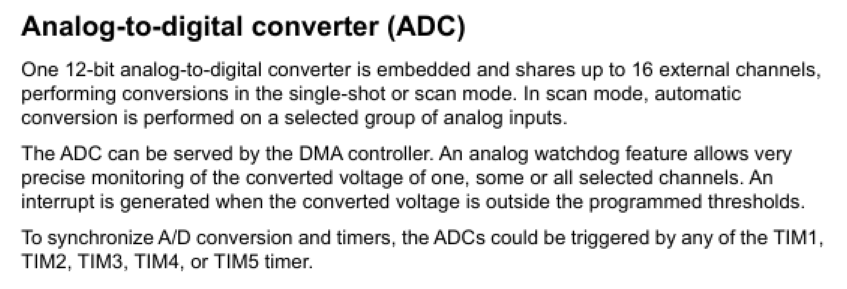 Analog-to-digital converter (ADC)
One 12-bit analog-to-digital converter is embedded and shares up to 16 external channels,
performing conversions in the single-shot or scan mode. In scan mode, automatic
conversion is performed on a selected group of analog inputs.
The ADC can be served by the DMA controller. An analog watchdog feature allows very
precise monitoring of the converted voltage of one, some or all selected channels. An
interrupt is generated when the converted voltage is outside the programmed thresholds.
To synchronize A/D conversion and timers, the ADCs could be triggered by any of the TIM1,
TIM2, TIM3, TIM4, or TIM5 timer.